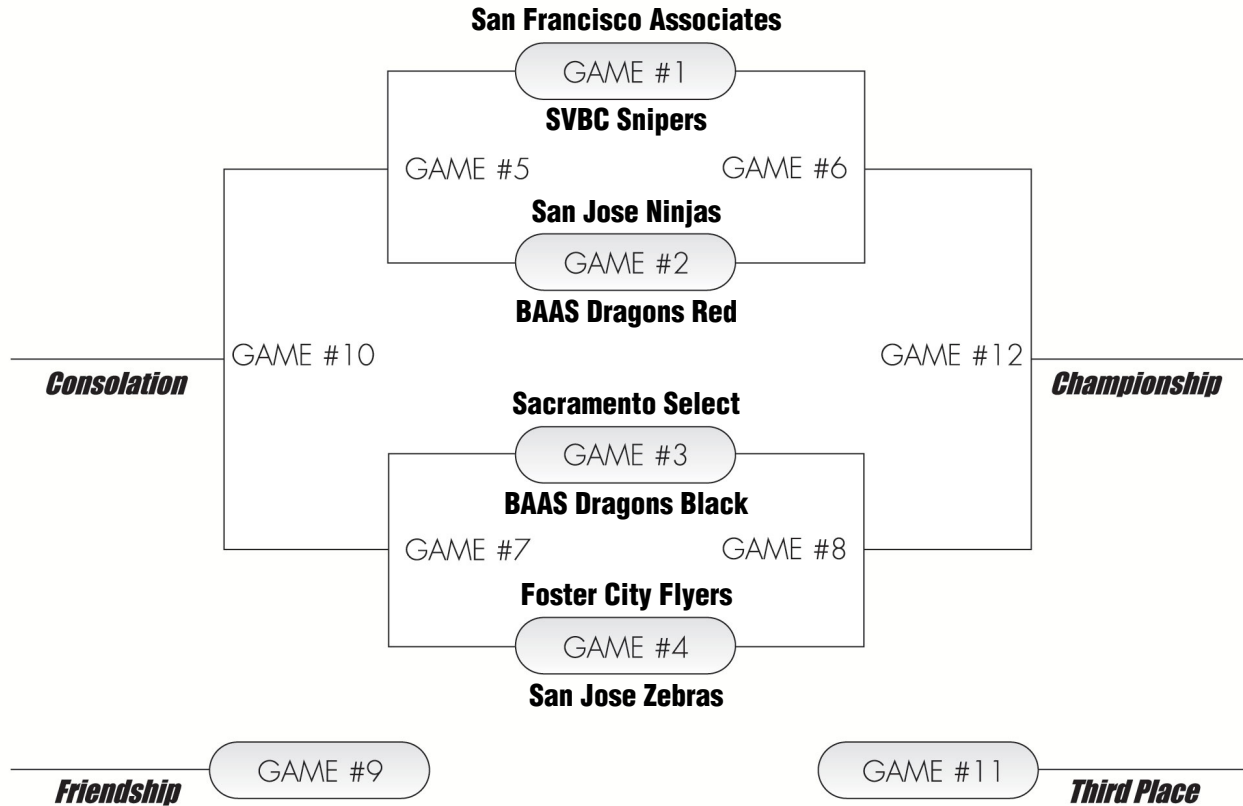 San Francisco Associates
GAME #1
SVBC Snipers
GAME #5
GAME #6
San Jose Ninjas
GAME #2
BAAS Dragons Red
GAME #10
GAME #12
Consolation
Championship
Sacramento Select
GAME #3
BAAS Dragons Black
GAME #7
GAME #8
Foster City Flyers
GAME #4
San Jose Zebras
GAME #9
GAME #11
Friendship
Third Place